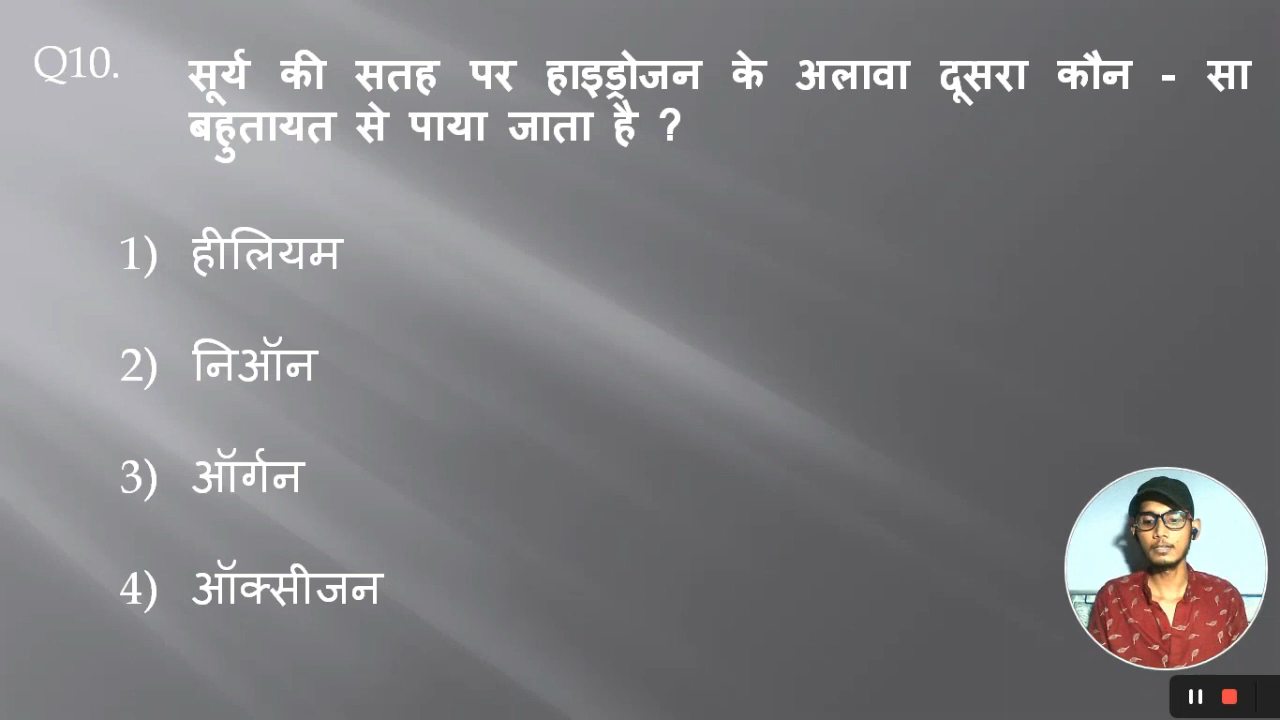 Q10. सूर्य की सतह पर हाइड्रोजन के अलावा दूसरा कौन - सा
बहुतायत से पाया जाता है ?
1) हीलियम
2) निऑन
3) ऑर्गन
4) ऑक्सीजन